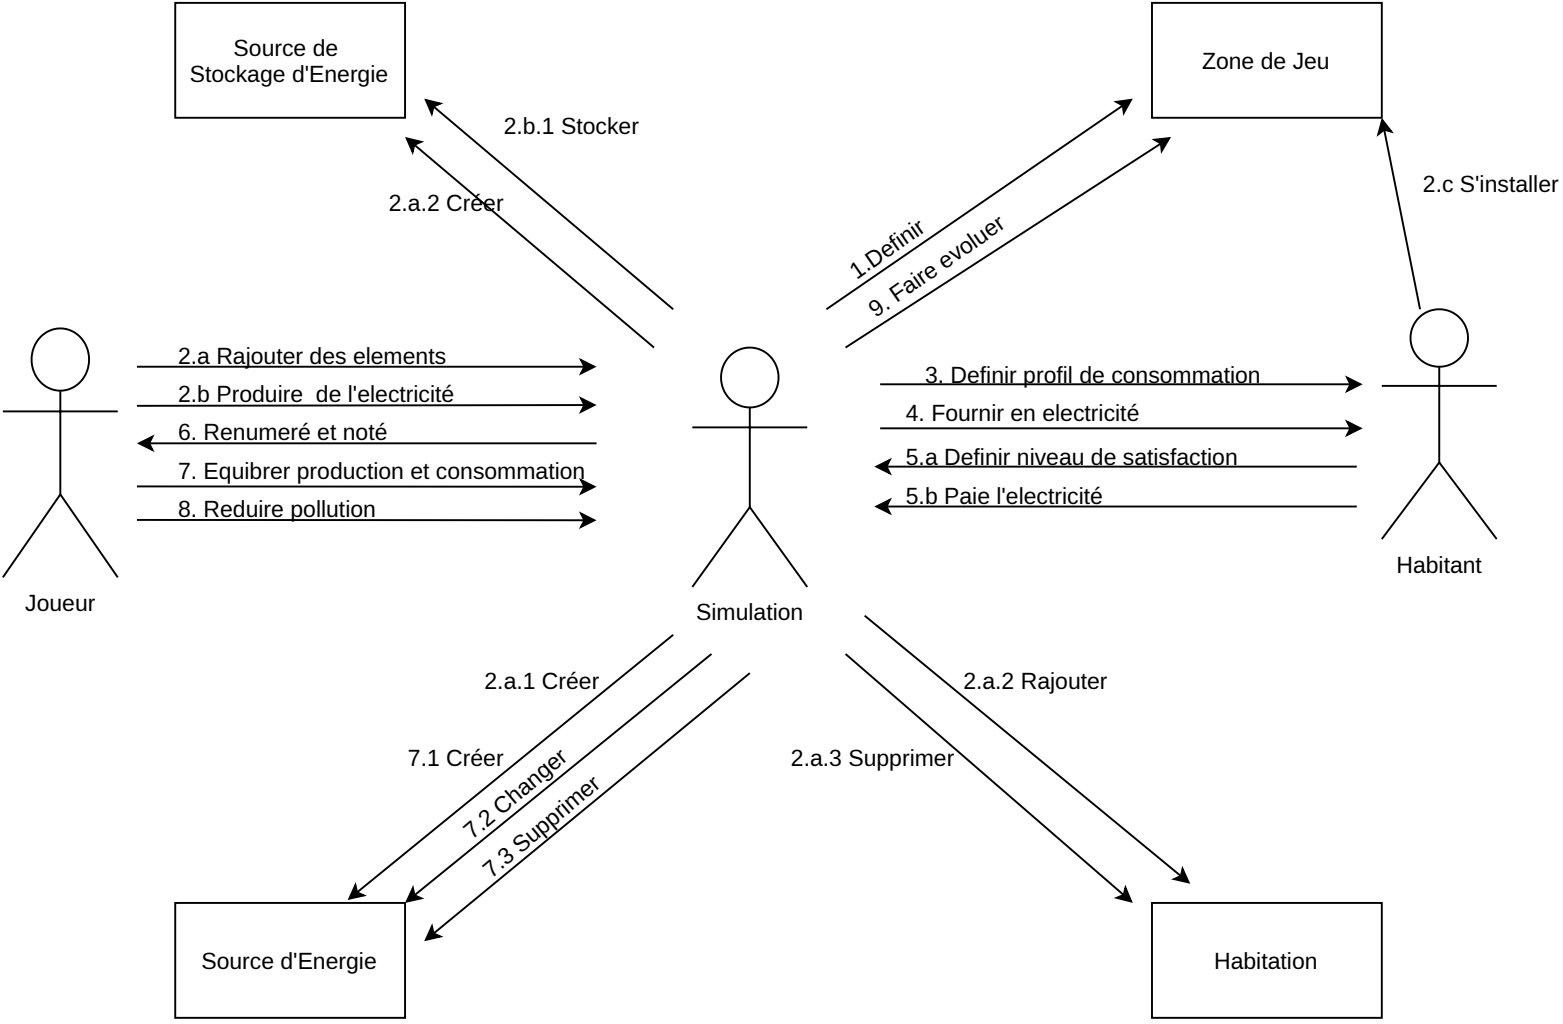 Source de
Stockage d'Energie
Zone de Jeu
2.b.1 Stocker
2.c S'installer
2.a.2 Créer
1.Definir
9. Faire evoluer
2.a Rajouter des elements
2.b Produire  de l'electricité
6. Renumeré et noté
7. Equibrer production et consommation
8. Reduire pollution
3. Definir profil de consommation
4. Fournir en electricité
5.a Definir niveau de satisfaction
5.b Paie l'electricité
Habitant
Joueur
Simulation
2.a.1 Créer
2.a.2 Rajouter
7.1 Créer
2.a.3 Supprimer
7.2 Changer
7.3 Supprimer
Source d'Energie
Habitation